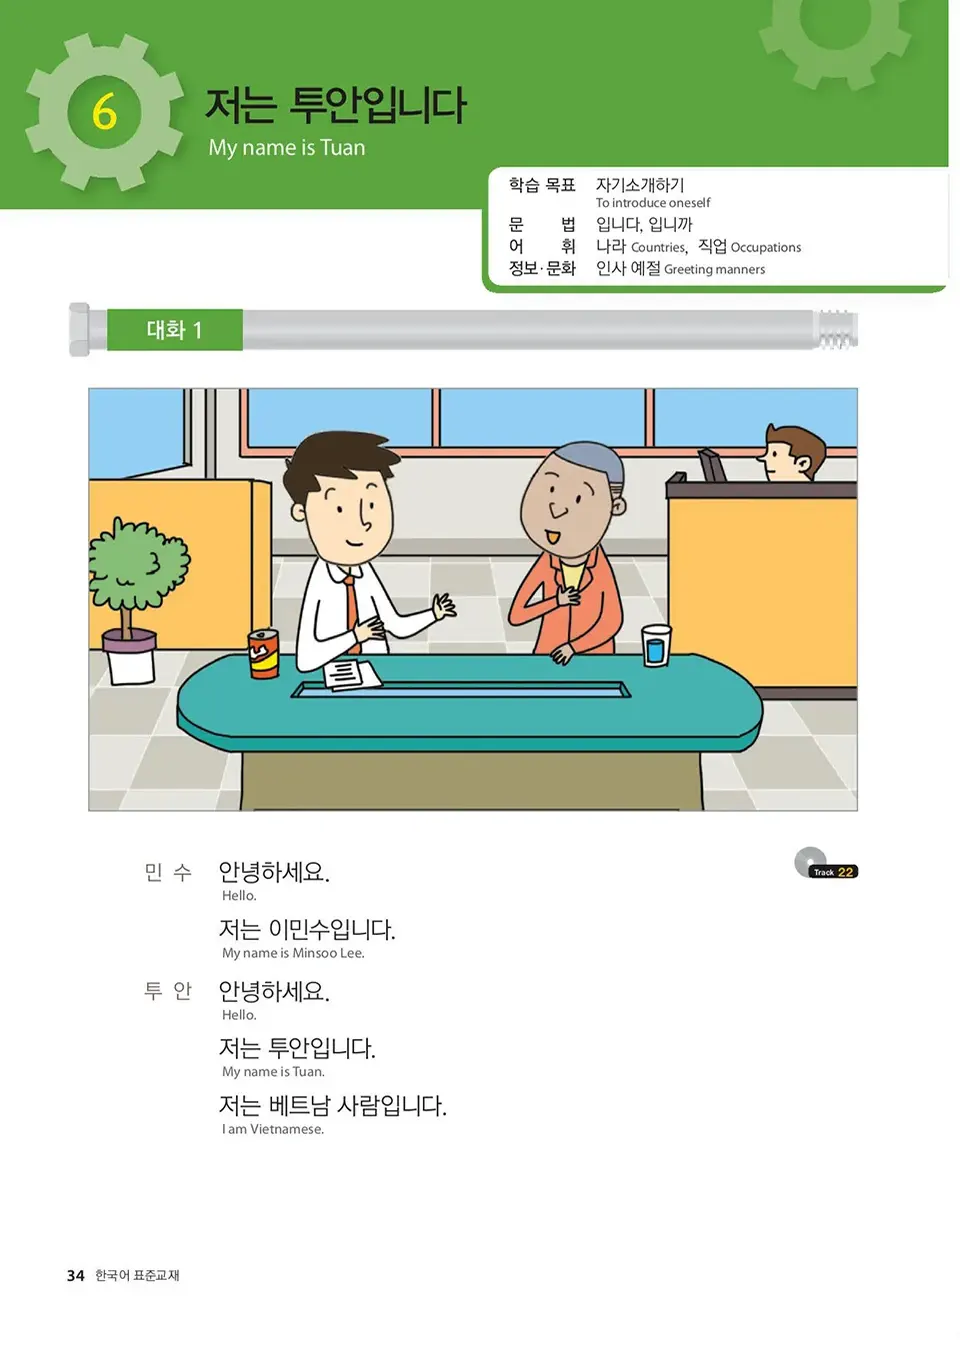 6
저는 투안입니다
My name is Tuan
학습 목표 자기소개하기
To introduce oneself
문 법 입니다, 입니까
어 휘 나라 Countries, 직업 Occupations
정보·문화 인사 예절 Greeting manners
대화 1
민 수 안녕하세요.
Hello.
Track 22
저는 이민수입니다.
My name is Minsoo Lee.
투 안 안녕하세요.
Hello.
저는 투안입니다.
My name is Tuan.
저는 베트남 사람입니다.
I am Vietnamese.
34 한국어 표준교재